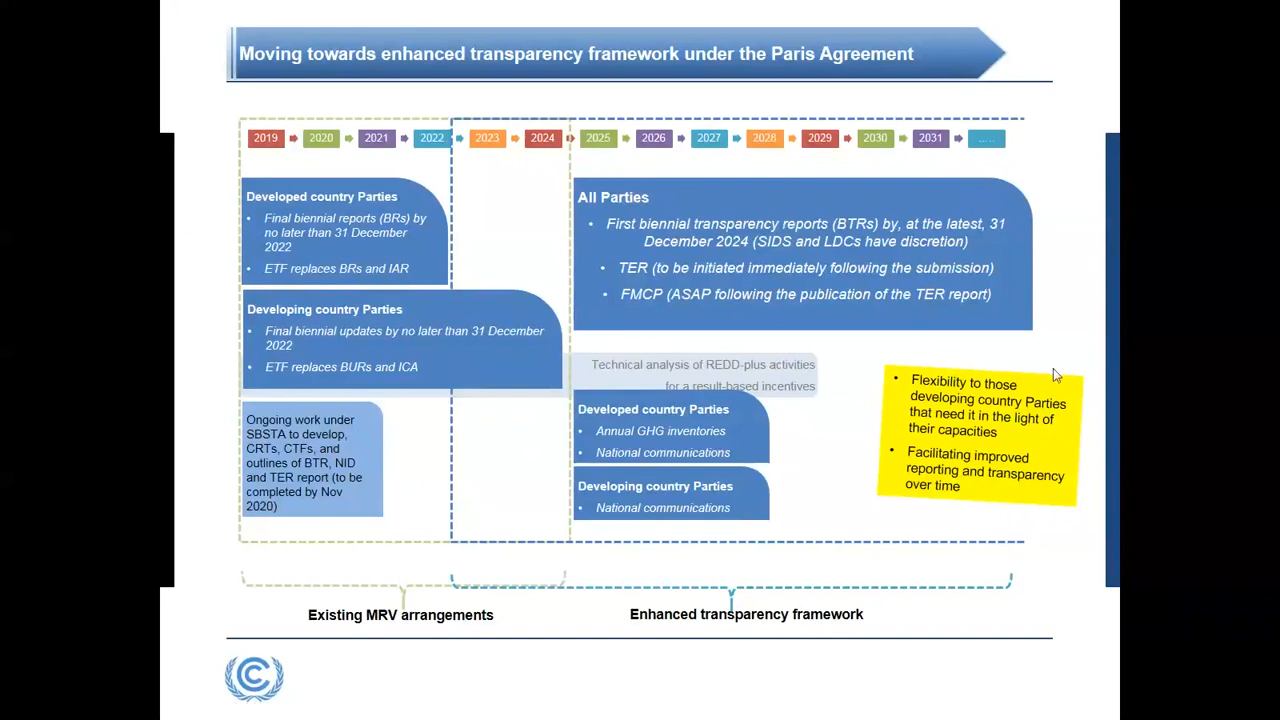 Moving towards enhanced transparency framework under the Paris Agreement
2019 2020 2021 2022 2023 2024 2025 2026 2027 2028 2029 2030 2031 .....
Developed country Parties
• Final biennial reports (BRs) by
no later than 31 December
2022
• ETF replaces BRs and IAR
All Parties
• First biennial transparency reports (BTRs) by, at the latest, 31
December 2024 (SIDS and LDCs have discretion)
• TER (to be initiated immediately following the submission)
• FMCP (ASAP following the publication of the TER report)
Developing country Parties
• Final biennial updates by no later than 31 December
2022
• ETF replaces BURs and ICA
Technical analysis of REDD-plus activities
for a result-based incentives
Ongoing work under
SBSTA to develop,
CRTs, CTFs, and
outlines of BTR, NID
and TER report (to be
completed by Nov
2020)
Developed country Parties
• Annual GHG inventories
• National communications
Developing country Parties
• National communications
• Flexibility to those
developing country Parties
that need it in the light of
their capacities
• Facilitating improved
reporting and transparency
over time
Existing MRV arrangements
Enhanced transparency framework